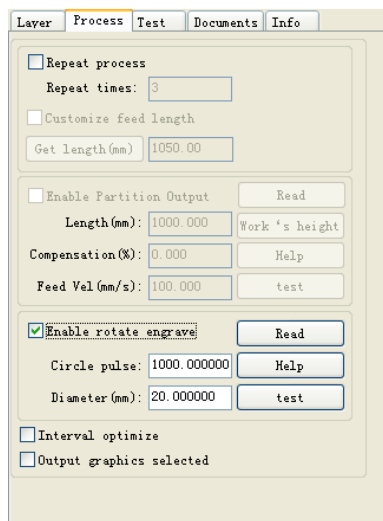 Layer Process Test Documents Info
Repeat process
Repeat times: 3
Customize feed length
Get length(mm) 1050.00
Enable Partition Output Read
Length(mm): 1000.000 Work‘s height
Compensation(%): 0.000 Help
Feed Vel(mm/s): 100.000 test
Enable rotate engrave Read
Circle pulse: 1000.000000 Help
Diameter(mm): 20.000000 test
Interval optimize
Output graphics selected